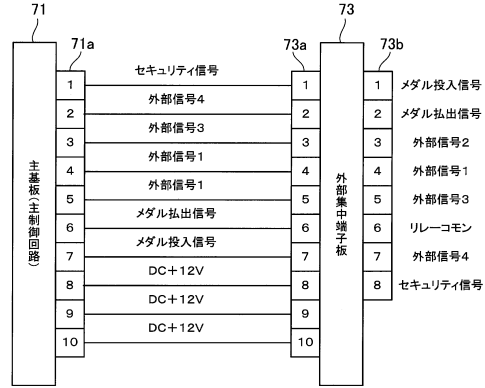 71
73
71a
73a
73b
セキュリティ信号
1
1
1
メダル投入信号
外部信号4
2
2
2
メダル払出信号
外部信号3
3
3
3
外部信号2
外部信号1
4
4
4
外部信号1
外部信号1
5
5
5
外部信号3
メダル払出信号
6
6
6
リレーコモン
メダル投入信号
7
7
7
外部信号4
DC+12V
8
8
8
セキュリティ信号
DC+12V
9
9
DC+12V
10
10
主基板(主制御回路)
外部集中端子板